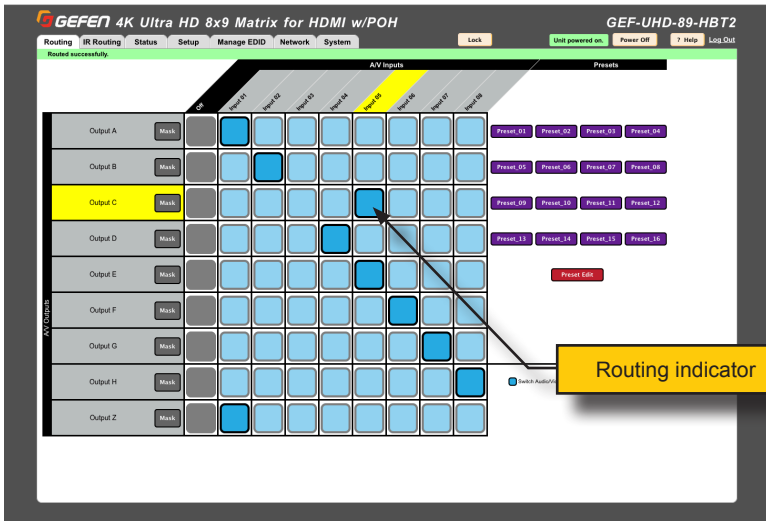 GEFEN 4K Ultra HD 8x9 Matrix for HDMI w/POH GEF-UHD-89-HBT2
Routing IR Routing Status Setup Manage EDID Network System Lock Unit powered on. Power Off ? Help Log Out
Routed successfully.
A/V Inputs Presets
Off Input 01 Input 02 Input 03 Input 04 Input 05 Input 06 Input 07 Input 08
A/V Outputs
Output A Mask Preset_01 Preset_02 Preset_03 Preset_04
Output B Mask Preset_05 Preset_06 Preset_07 Preset_08
Output C Mask Preset_09 Preset_10 Preset_11 Preset_12
Output D Mask Preset_13 Preset_14 Preset_15 Preset_16
Output E Mask Preset Edit
Output F Mask
Output G Mask
Routing indicator
Output H Mask Switch Audio/Vi
Output Z Mask